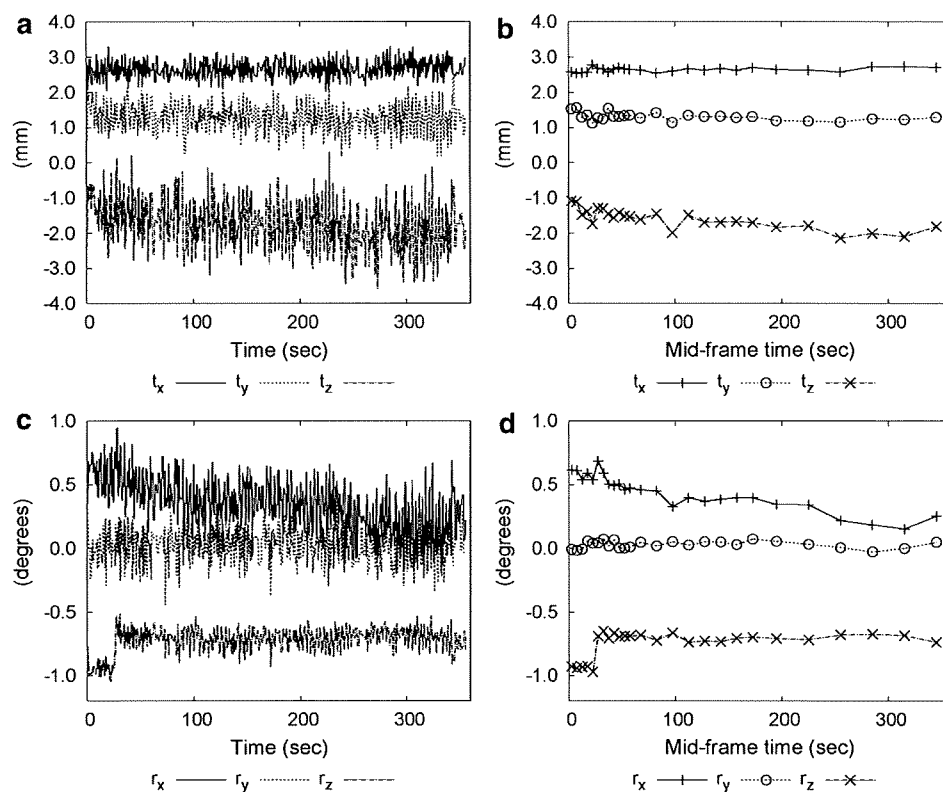 a
4.0
3.0
2.0
1.0
0.0
-1.0
-2.0
-3.0
-4.0
(mm)
0 100 200 300
Time (sec)
tx ty tz
b
4.0
3.0
2.0
1.0
0.0
-1.0
-2.0
-3.0
-4.0
(mm)
0 100 200 300
Mid-frame time (sec)
tx ty tz
c
1.0
0.5
0.0
-0.5
-1.0
(degrees)
0 100 200 300
Time (sec)
rx ry rz
d
1.0
0.5
0.0
-0.5
-1.0
(degrees)
0 100 200 300
Mid-frame time (sec)
rx ry rz